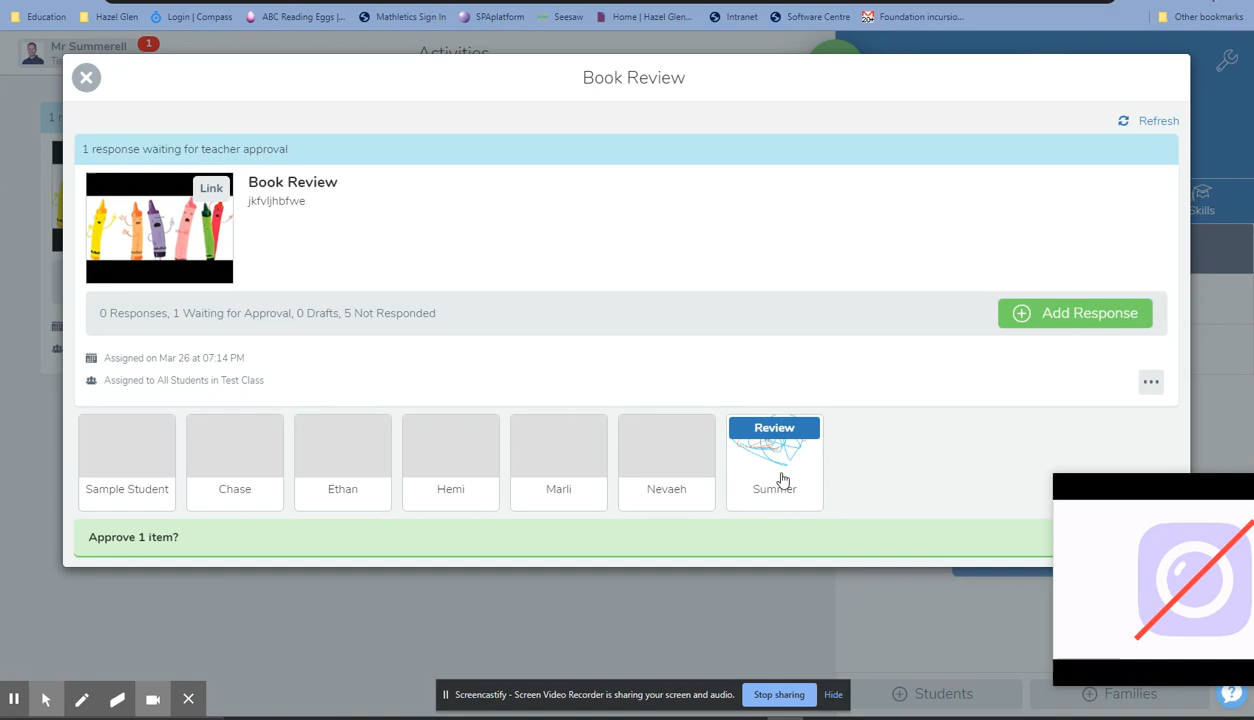 Education Hazel Glen Login | Compass ABC Reading Eggs |... Mathletics Sign In SPAplatform Seesaw Home | Hazel Glen... Intranet Software Centre 20+ Foundation incursio... Other bookmarks
Mr Summerell 1
Activities
Book Review
Refresh
1 response waiting for teacher approval
Link
Book Review
jkfvljhbfwe
Skills
0 Responses, 1 Waiting for Approval, 0 Drafts, 5 Not Responded
Add Response
Assigned on Mar 26 at 07:14 PM
Assigned to All Students in Test Class
Review
Sample Student Chase Ethan Hemi Marli Nevaeh Summer
Approve 1 item?
Screencastify - Screen Video Recorder is sharing your screen and audio. Stop sharing Hide
Students Families